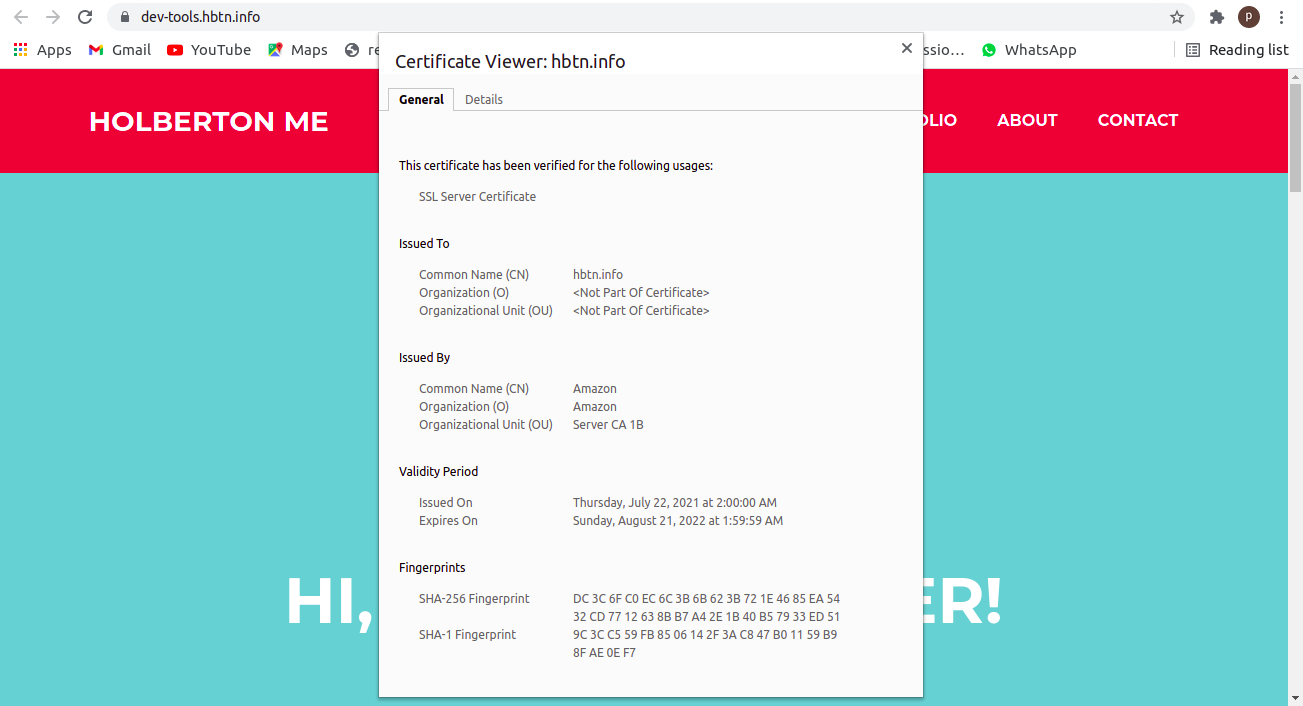 dev-tools.hbtn.info
P
Apps Gmail YouTube Maps re ssio… WhatsApp Reading list
Certificate Viewer: hbtn.info
General Details
HOLBERTON ME OLIO ABOUT CONTACT
This certificate has been verified for the following usages:
SSL Server Certificate
Issued To
Common Name (CN) hbtn.info
Organization (O) <Not Part Of Certificate>
Organizational Unit (OU) <Not Part Of Certificate>
Issued By
Common Name (CN) Amazon
Organization (O) Amazon
Organizational Unit (OU) Server CA 1B
Validity Period
Issued On Thursday, July 22, 2021 at 2:00:00 AM
Expires On Sunday, August 21, 2022 at 1:59:59 AM
Fingerprints
SHA-256 Fingerprint DC 3C 6F C0 EC 6C 3B 6B 62 3B 72 1E 46 85 EA 54
32 CD 77 12 63 8B B7 A4 2E 1B 40 B5 79 33 ED 51
SHA-1 Fingerprint 9C 3C C5 59 FB 85 06 14 2F 3A C8 47 B0 11 59 B9
8F AE 0E F7
HI, ER!